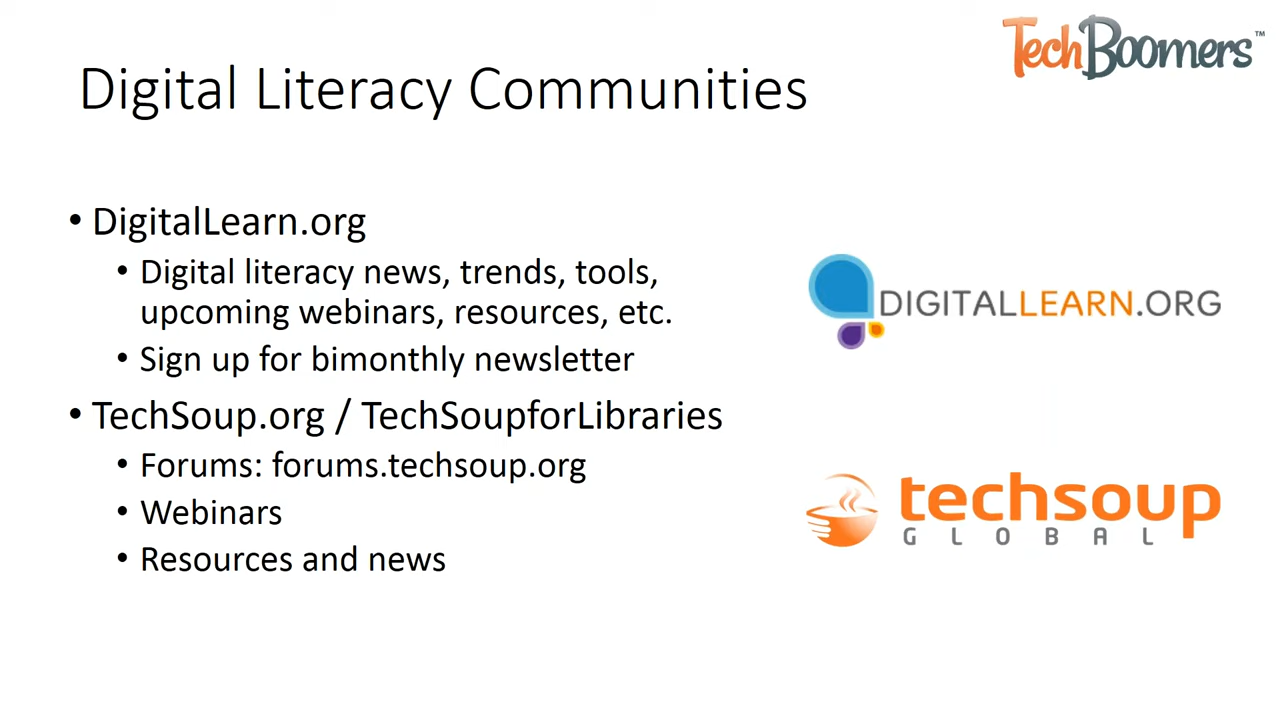 TechBoomers™
Digital Literacy Communities
• DigitalLearn.org
• Digital literacy news, trends, tools,
upcoming webinars, resources, etc.
• Sign up for bimonthly newsletter
DIGITALLEARN.ORG
• TechSoup.org / TechSoupforLibraries
• Forums: forums.techsoup.org
• Webinars
• Resources and news
techsoup
GLOBAL